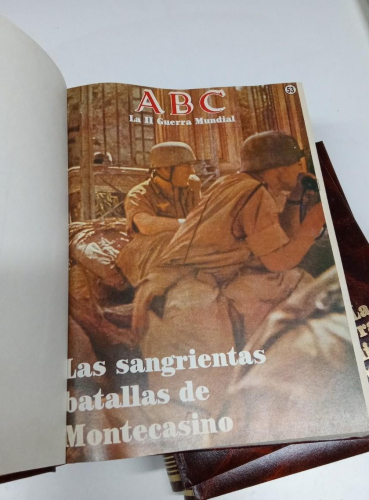 ABC
53
La II Guerra Mundial
Las sangrientas
batallas de
Montecasino